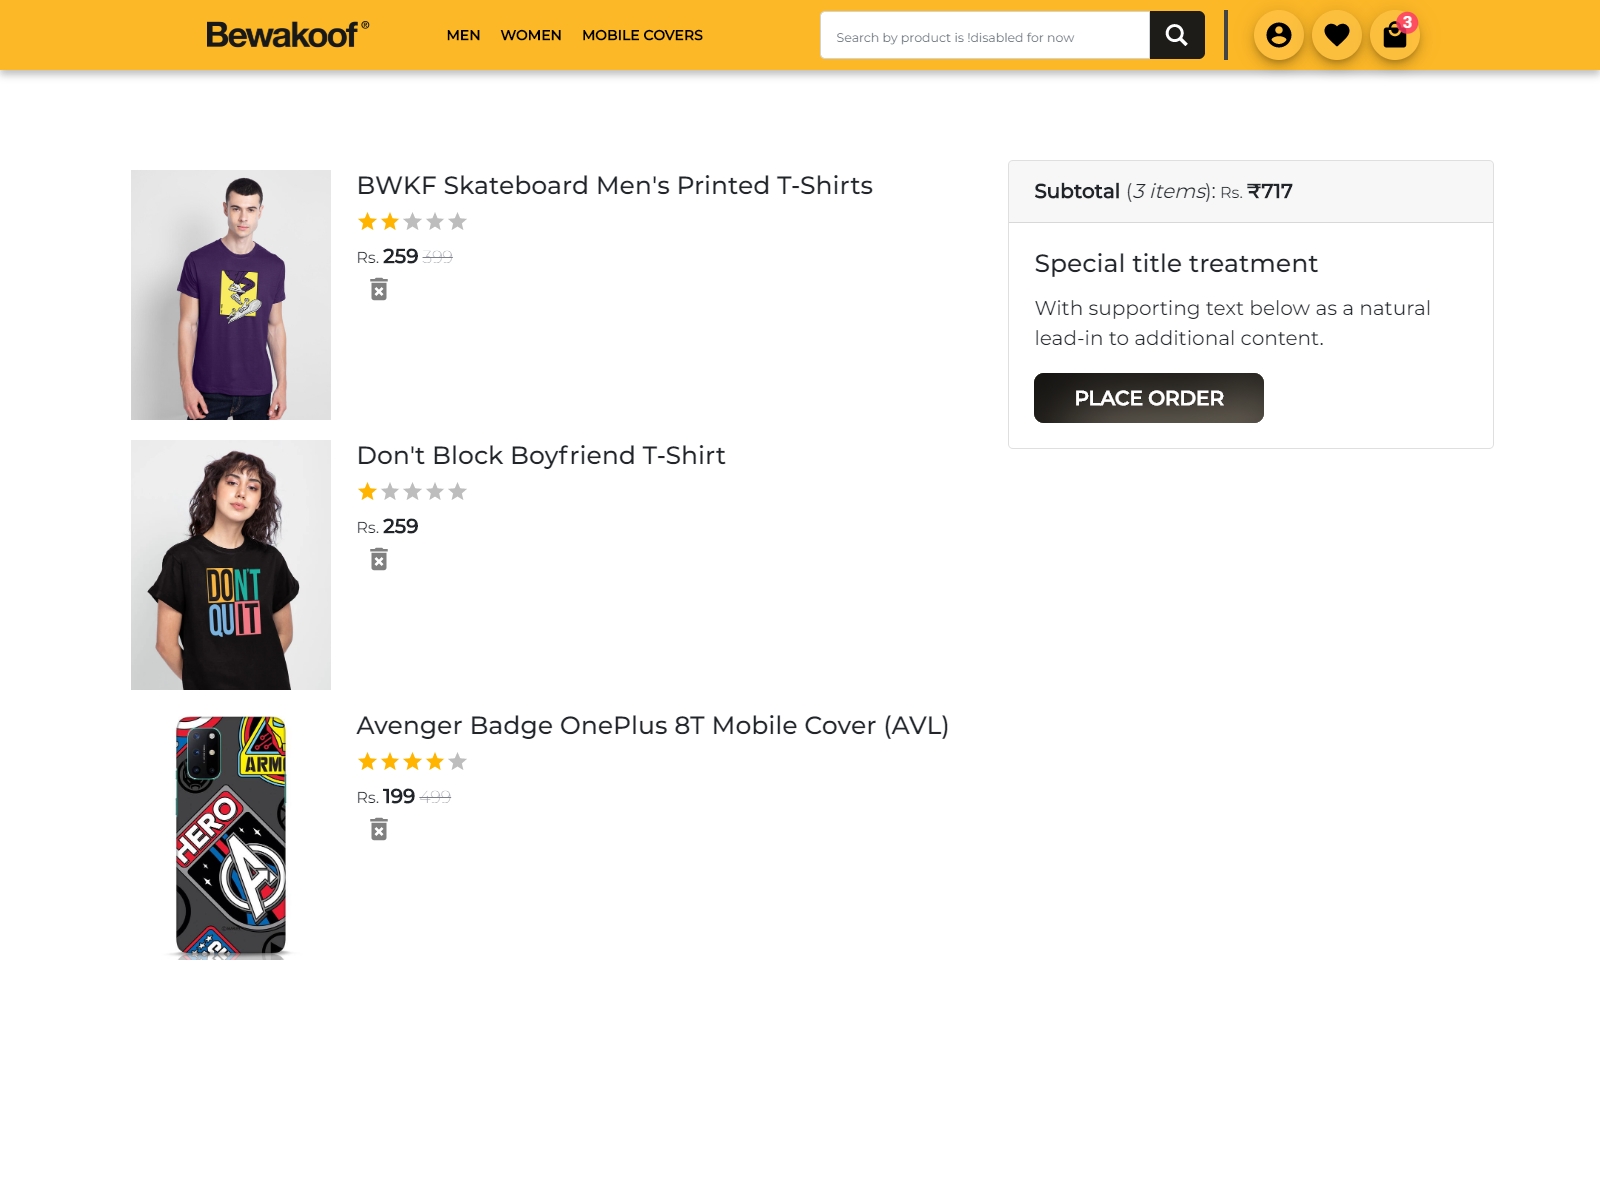 Bewakoof®
MEN WOMEN MOBILE COVERS
Search by product is !disabled for now
3
BWKF Skateboard Men's Printed T-Shirts
Rs. 259 399
Subtotal (3 items): Rs. ₹717
Special title treatment
With supporting text below as a natural
lead-in to additional content.
PLACE ORDER
Don't Block Boyfriend T-Shirt
Rs. 259
DON'T
QUIT
Avenger Badge OnePlus 8T Mobile Cover (AVL)
Rs. 199 499
ARM
HERO
A